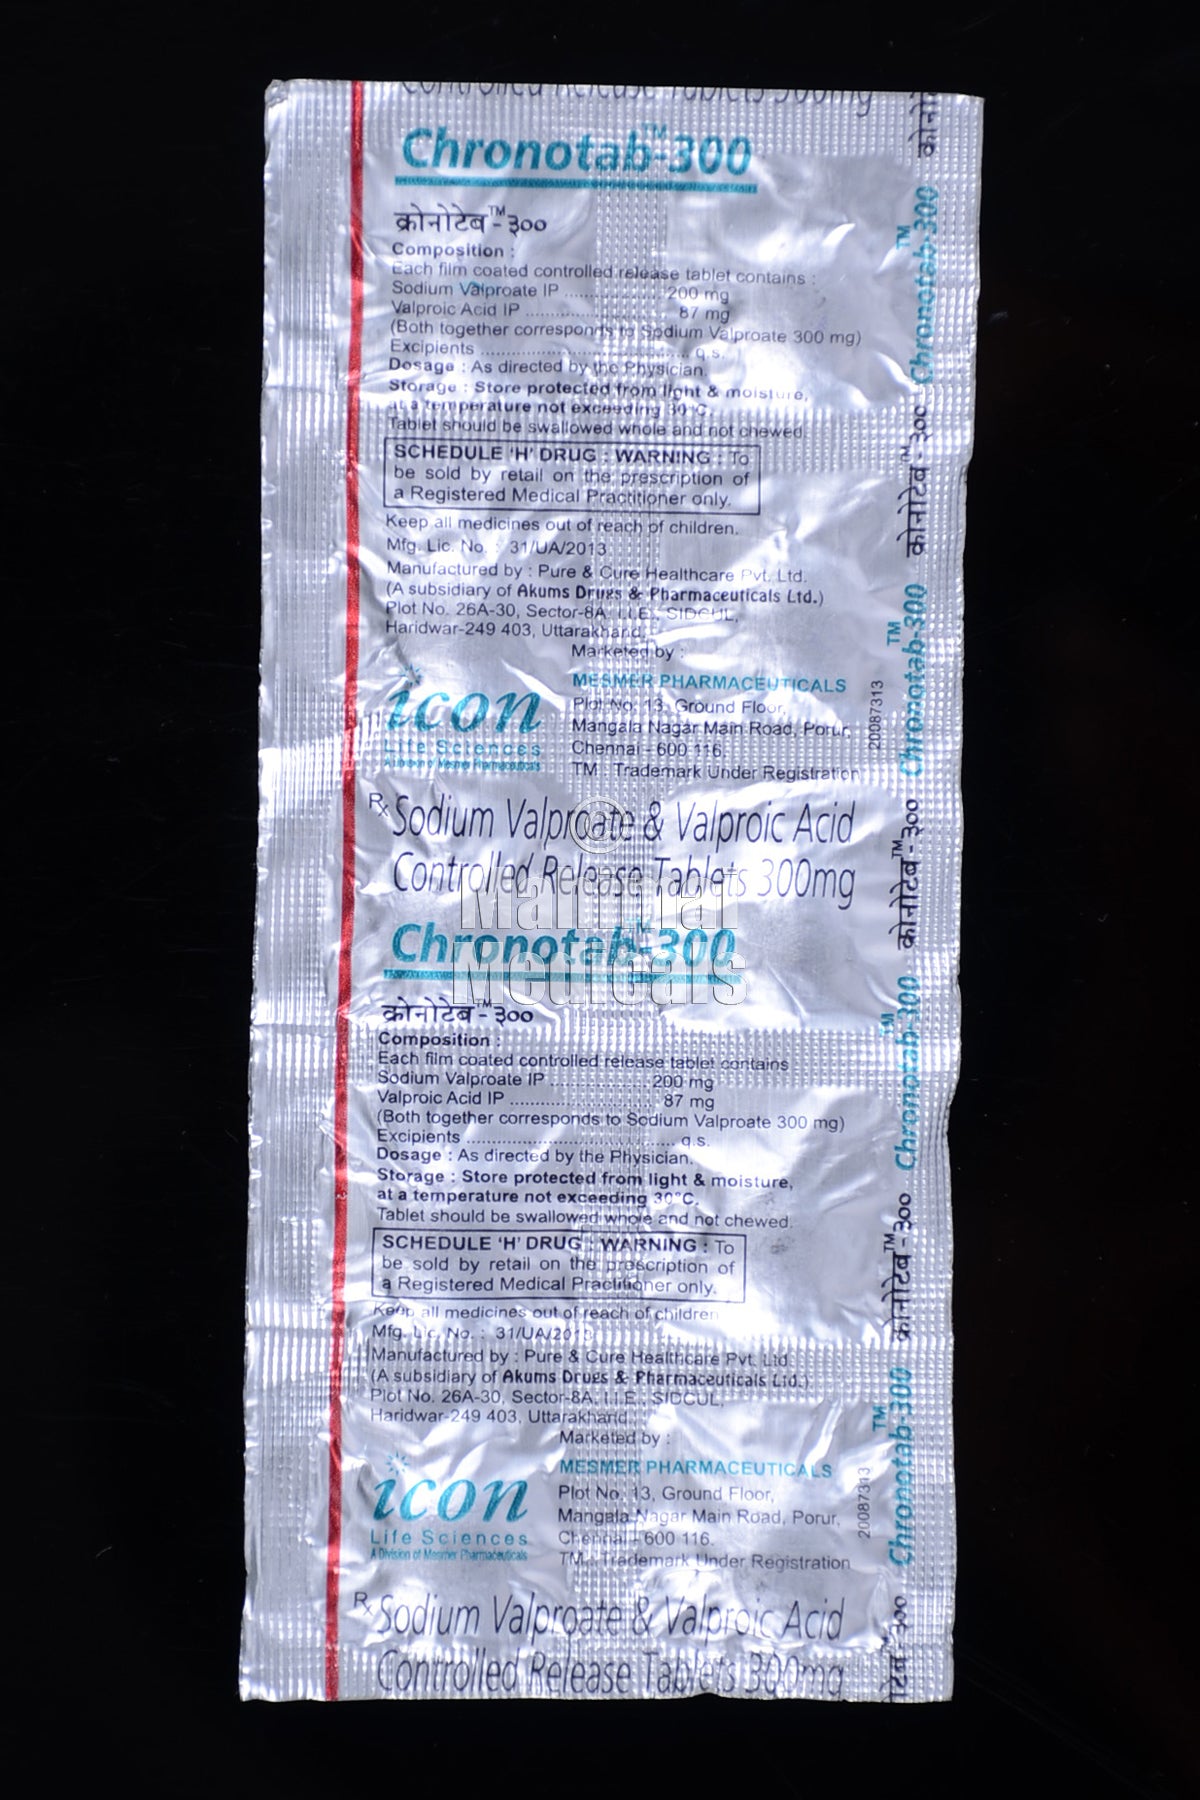 Controlled Release Tablets 300mg
Chronotab™-300
क्रोनोटेब™-३००
Composition :
Each film coated controlled release tablet contains :
Sodium Valproate IP .................. 200 mg
Valproic Acid IP ......................... 87 mg
(Both together corresponds to Sodium Valproate 300 mg)
Excipients ..................................... q.s.
Dosage : As directed by the Physician.
Storage : Store protected from light & moisture,
at a temperature not exceeding 30°C.
Tablet should be swallowed whole and not chewed.
SCHEDULE 'H' DRUG : WARNING : To
be sold by retail on the prescription of
a Registered Medical Practitioner only.
Keep all medicines out of reach of children.
Mfg. Lic. No. : 31/UA/2013
Manufactured by : Pure & Cure Healthcare Pvt. Ltd.
(A subsidiary of Akums Drugs & Pharmaceuticals Ltd.)
Plot No. 26A-30, Sector-8A, I.I.E., SIDCUL,
Haridwar-249 403, Uttarakhand.
Marketed by :
icon
Life Sciences
A Division of Mesmer Pharmaceuticals
MESMER PHARMACEUTICALS
Plot No. 13, Ground Floor,
Mangala Nagar Main Road, Porur,
Chennai - 600 116.
TM : Trademark Under Registration
20087313
Rx Sodium Valproate & Valproic Acid
Controlled Release Tablets 300mg
@
Mammai
Medicals
Chronotab™-300
क्रोनोटेब™-३००
Composition :
Each film coated controlled release tablet contains
Sodium Valproate IP .................. 200 mg
Valproic Acid IP ......................... 87 mg
(Both together corresponds to Sodium Valproate 300 mg)
Excipients ..................................... q.s.
Dosage : As directed by the Physician.
Storage : Store protected from light & moisture,
at a temperature not exceeding 30°C.
Tablet should be swallowed whole and not chewed.
SCHEDULE 'H' DRUG : WARNING : To
be sold by retail on the prescription of
a Registered Medical Practitioner only.
Keep all medicines out of reach of children
Mfg. Lic. No. : 31/UA/2013
Manufactured by : Pure & Cure Healthcare Pvt. Ltd.
(A subsidiary of Akums Drugs & Pharmaceuticals Ltd.)
Plot No. 26A-30, Sector-8A, I.I.E., SIDCUL,
Haridwar-249 403, Uttarakhand.
Marketed by :
icon
Life Sciences
A Division of Mesmer Pharmaceuticals
MESMER PHARMACEUTICALS
Plot No. 13, Ground Floor,
Mangala Nagar Main Road, Porur,
Chennai - 600 116.
TM : Trademark Under Registration
20087313
Rx Sodium Valproate & Valproic Acid
Controlled Release Tablets 300mg
क्रोनो
Chronotab™-300
क्रोनोटेब™-३००
Chronotab™-300
क्रोनोटेब™-३००
Chronotab™-300
क्रोनोटेब™-३००
Chronotab™-300
टेब™-३००